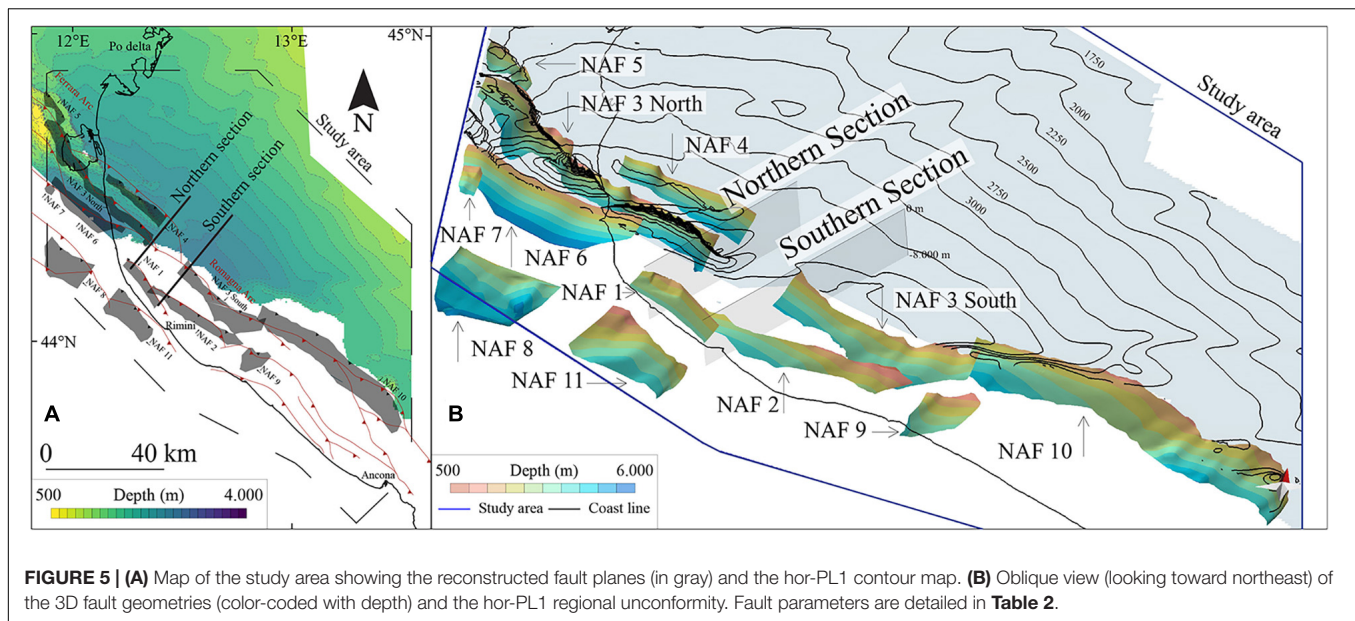 12°E
13°E
45°N
44°N
Po delta
Ferrara Arc
Study area
N
Northern section
Southern section
NAF 5
NAF 3 North
NAF 7
NAF 6
NAF 4
NAF 1
Romagna Arc
NAF 3 South
NAF 8
Rimini
NAF 2
NAF 11
NAF 9
NAF 10
Ancona
A
0 40 km
500 Depth (m) 4.000
NAF 5
NAF 3 North
NAF 4
Northern Section
Southern Section
0 m
-8.000 m
1750
2000
2250
2500
2750
3000
Study area
NAF 7
NAF 6
NAF 1
NAF 3 South
NAF 8
NAF 11
NAF 2
NAF 9
NAF 10
B
500 Depth (m) 6.000
Study area Coast line
FIGURE 5 | (A) Map of the study area showing the reconstructed fault planes (in gray) and the hor-PL1 contour map. (B) Oblique view (looking toward northeast) of
the 3D fault geometries (color-coded with depth) and the hor-PL1 regional unconformity. Fault parameters are detailed in Table 2.